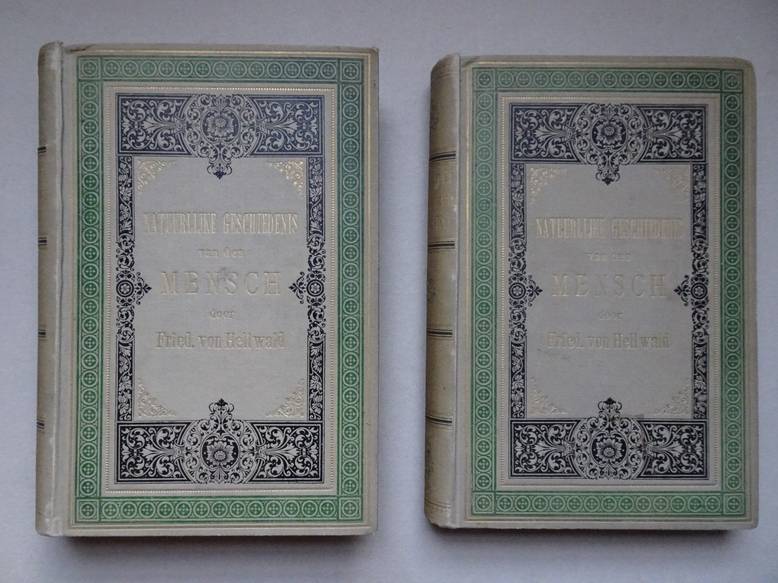 NATUURLIJKE GESCHIEDENIS
van den
MENSCH
door
Fried. von Hellwald
NATUURLIJKE GESCHIEDENIS
van den
MENSCH
door
Fried. von Hellwald